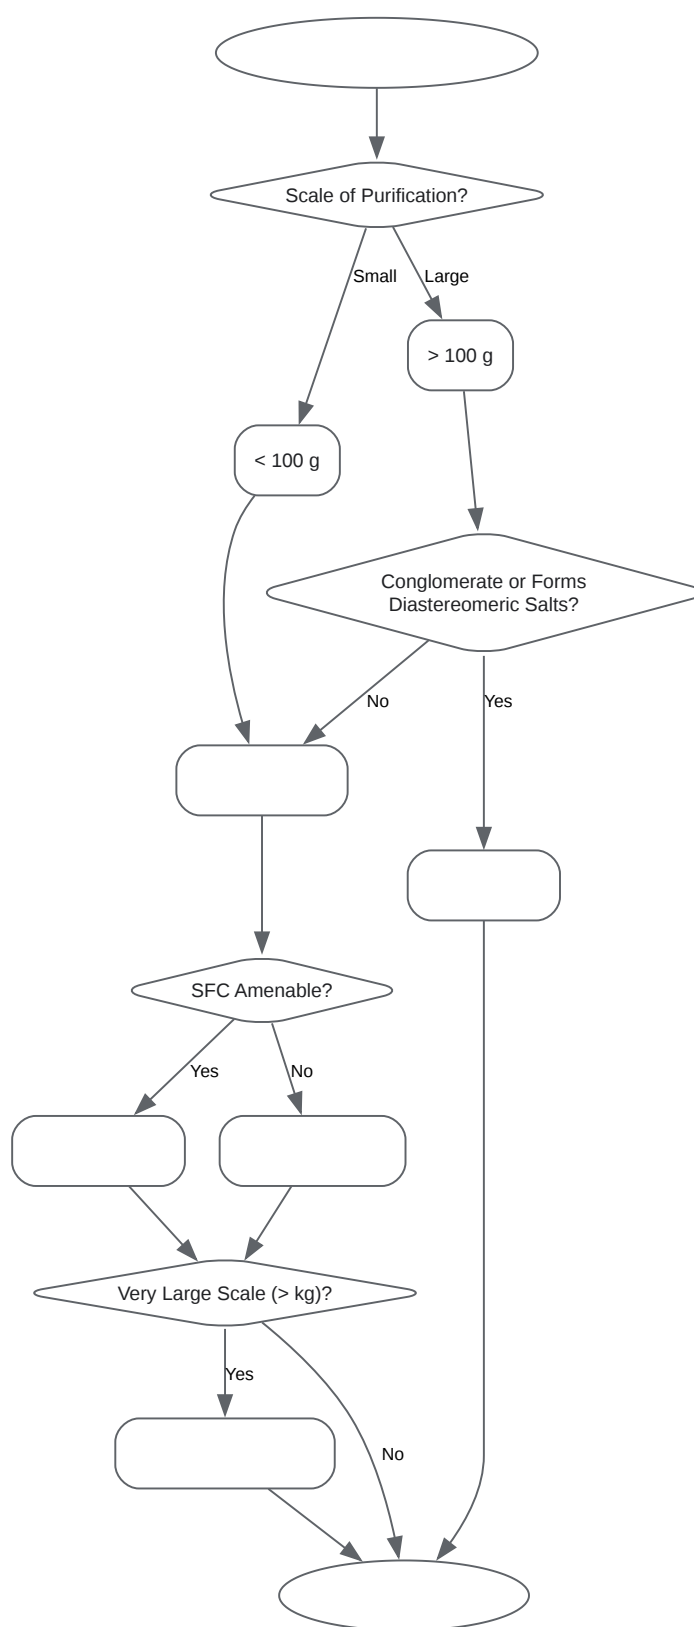 Scale of Purification?
Small
Large
> 100 g
< 100 g
Conglomerate or Forms
Diastereomeric Salts?
No
Yes
SFC Amenable?
Yes
No
Very Large Scale (> kg)?
Yes
No